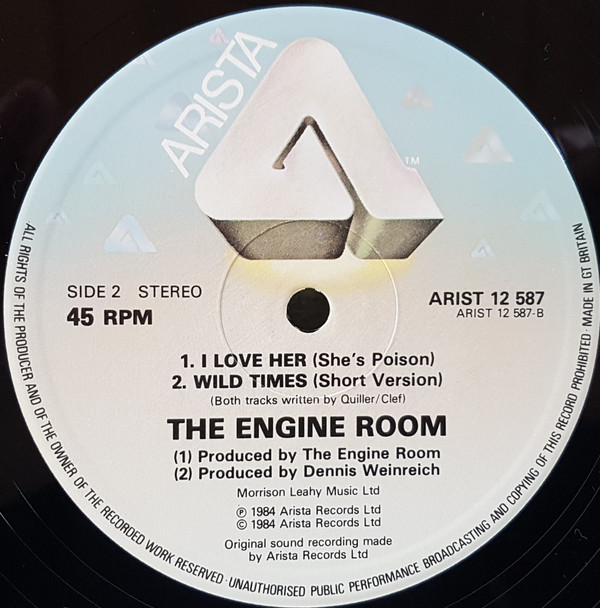 ARISTA
TM
SIDE 2 STEREO
45 RPM
ARIST 12 587
ARIST 12 587-B
1. I LOVE HER (She's Poison)
2. WILD TIMES (Short Version)
(Both tracks written by Quiller/Clef)
THE ENGINE ROOM
(1) Produced by The Engine Room
(2) Produced by Dennis Weinreich
Morrison Leahy Music Ltd
℗ 1984 Arista Records Ltd
© 1984 Arista Records Ltd
Original sound recording made
by Arista Records Ltd
ALL RIGHTS OF THE PRODUCER AND OF THE OWNER OF THE RECORDED WORK RESERVED · UNAUTHORISED PUBLIC PERFORMANCE BROADCASTING AND COPYING OF THIS RECORD PROHIBITED · MADE IN GT BRITAIN